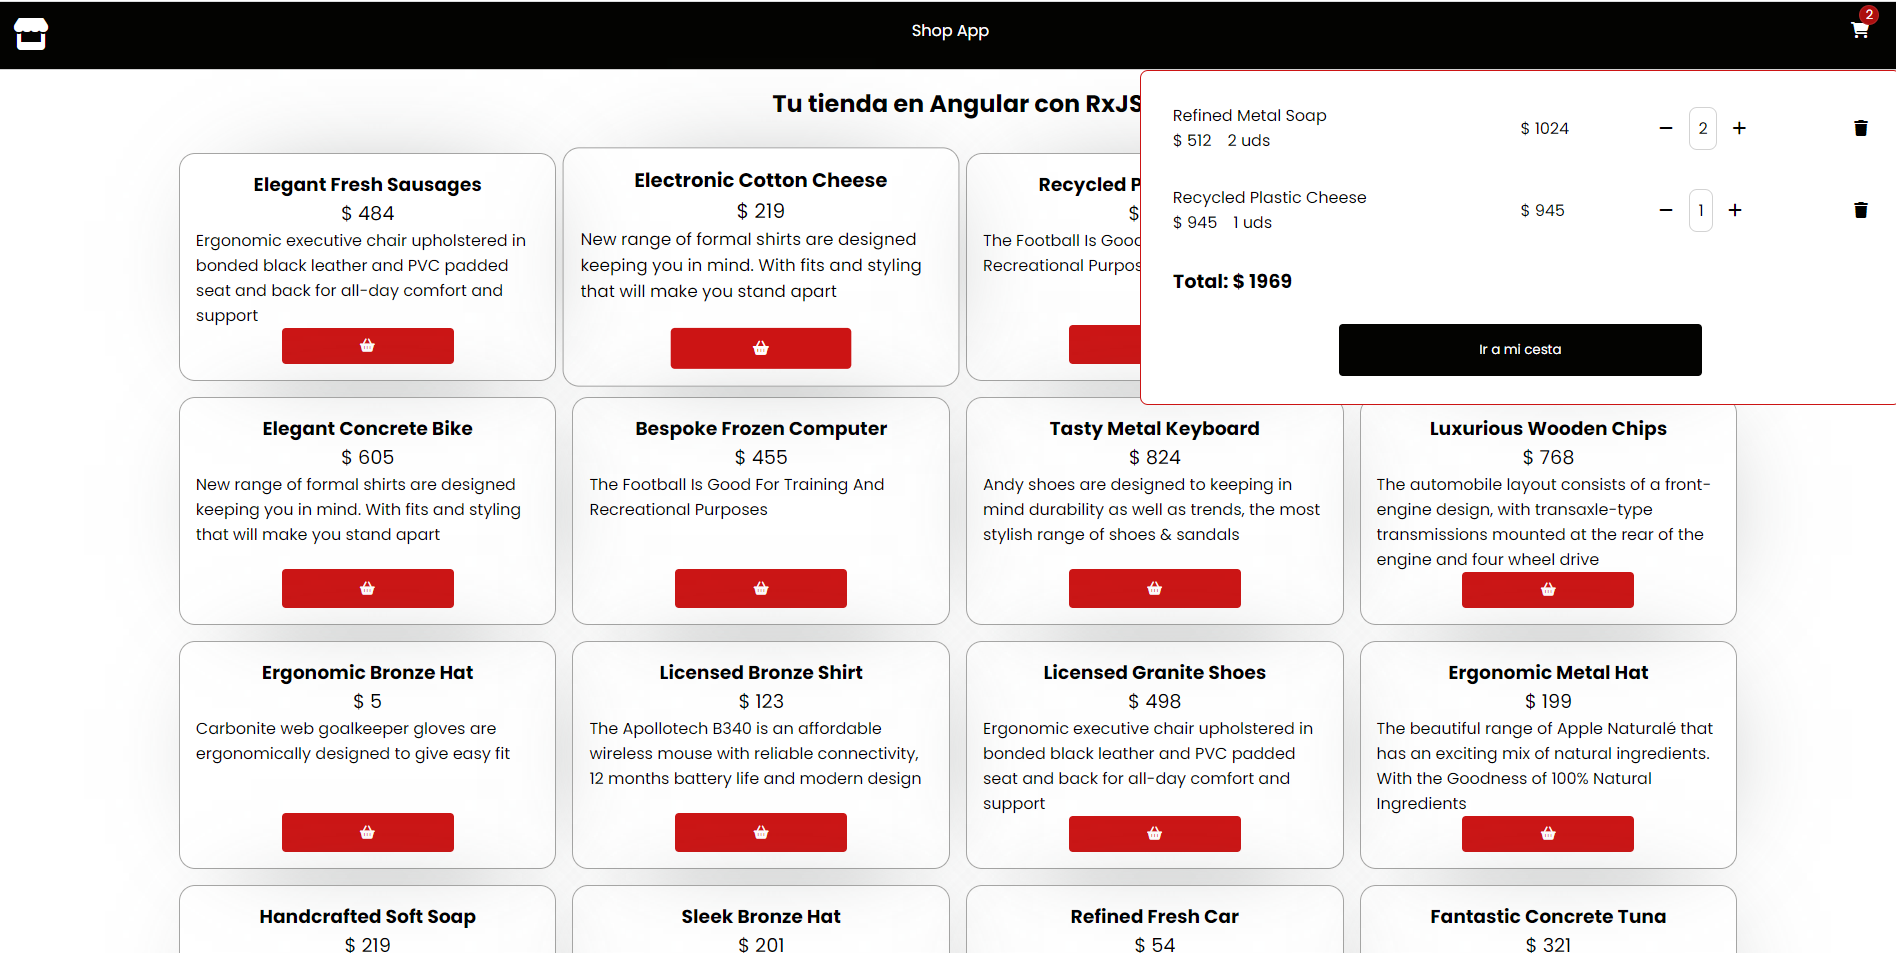 Shop App
2
Tu tienda en Angular con RxJS
Refined Metal Soap
$ 512 2 uds
$ 1024
2
Recycled Plastic Cheese
$ 945 1 uds
$ 945
1
Total: $ 1969
Ir a mi cesta
Elegant Fresh Sausages
$ 484
Ergonomic executive chair upholstered in
bonded black leather and PVC padded
seat and back for all-day comfort and
support
Electronic Cotton Cheese
$ 219
New range of formal shirts are designed
keeping you in mind. With fits and styling
that will make you stand apart
Recycled P
$
The Football Is Good
Recreational Purpos
Elegant Concrete Bike
$ 605
New range of formal shirts are designed
keeping you in mind. With fits and styling
that will make you stand apart
Bespoke Frozen Computer
$ 455
The Football Is Good For Training And
Recreational Purposes
Tasty Metal Keyboard
$ 824
Andy shoes are designed to keeping in
mind durability as well as trends, the most
stylish range of shoes & sandals
Luxurious Wooden Chips
$ 768
The automobile layout consists of a front-
engine design, with transaxle-type
transmissions mounted at the rear of the
engine and four wheel drive
Ergonomic Bronze Hat
$ 5
Carbonite web goalkeeper gloves are
ergonomically designed to give easy fit
Licensed Bronze Shirt
$ 123
The Apollotech B340 is an affordable
wireless mouse with reliable connectivity,
12 months battery life and modern design
Licensed Granite Shoes
$ 498
Ergonomic executive chair upholstered in
bonded black leather and PVC padded
seat and back for all-day comfort and
support
Ergonomic Metal Hat
$ 199
The beautiful range of Apple Naturalé that
has an exciting mix of natural ingredients.
With the Goodness of 100% Natural
Ingredients
Handcrafted Soft Soap
$ 219
Sleek Bronze Hat
$ 201
Refined Fresh Car
$ 54
Fantastic Concrete Tuna
$ 321